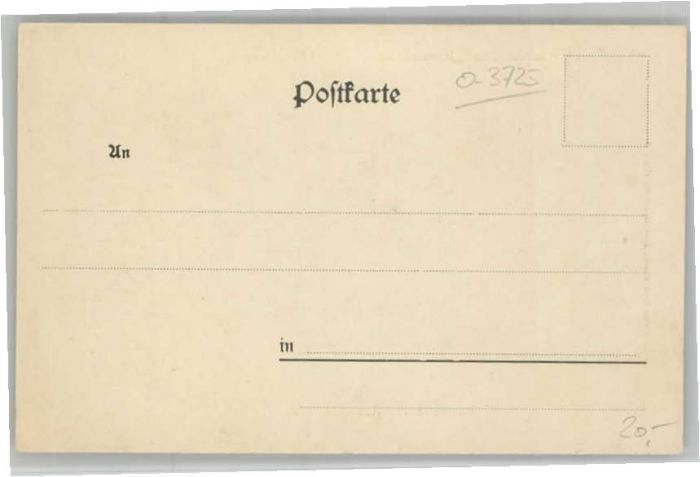 Poſtkarte
O-3725
An
in
20,-